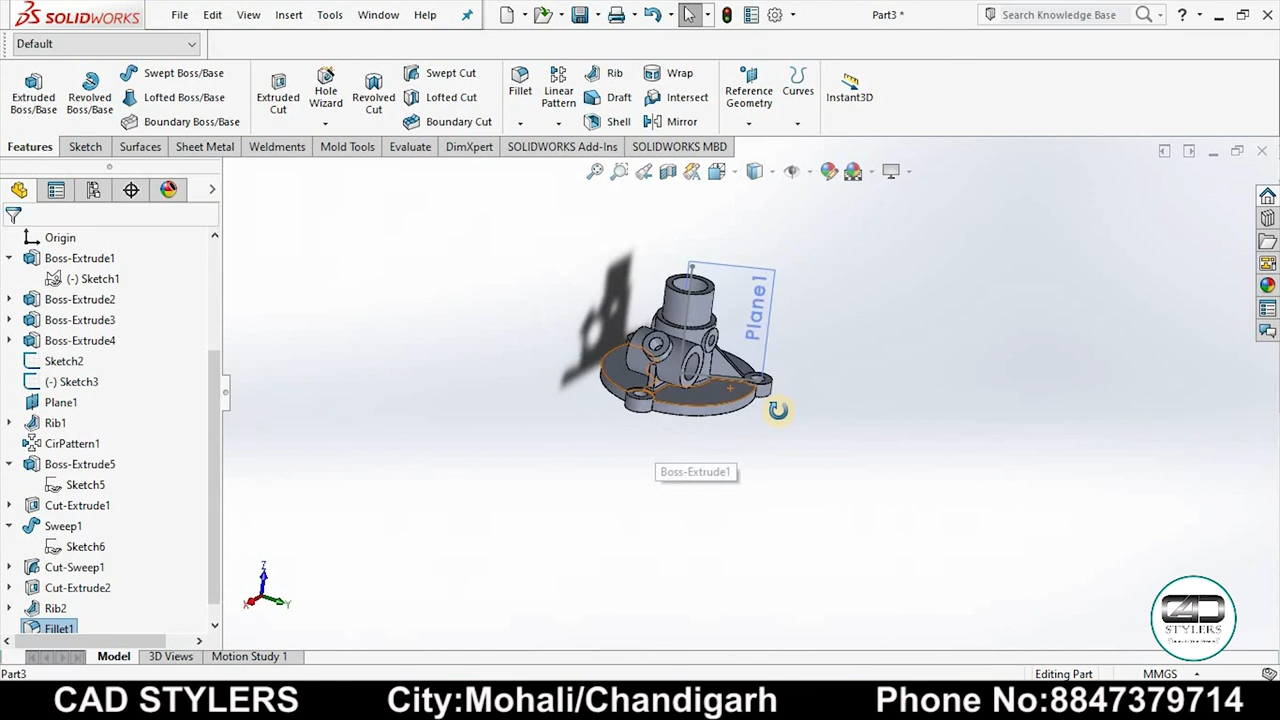 SOLIDWORKS
File Edit View Insert Tools Window Help
Part3 *
Search Knowledge Base
Default
Extruded Boss/Base
Revolved Boss/Base
Swept Boss/Base
Lofted Boss/Base
Boundary Boss/Base
Extruded Cut
Hole Wizard
Revolved Cut
Swept Cut
Lofted Cut
Boundary Cut
Fillet
Linear Pattern
Rib
Draft
Shell
Wrap
Intersect
Mirror
Reference Geometry
Curves
Instant3D
Features Sketch Surfaces Sheet Metal Weldments Mold Tools Evaluate DimXpert SOLIDWORKS Add-Ins SOLIDWORKS MBD
Origin
Boss-Extrude1
(-) Sketch1
Boss-Extrude2
Boss-Extrude3
Boss-Extrude4
Sketch2
(-) Sketch3
Plane1
Rib1
CirPattern1
Boss-Extrude5
Sketch5
Cut-Extrude1
Sweep1
Sketch6
Cut-Sweep1
Cut-Extrude2
Rib2
Fillet1
Plane1
Boss-Extrude1
Z
X
Y
CAD
STYLERS
Model 3D Views Motion Study 1
Part3
Editing Part
MMGS
CAD STYLERS City:Mohali/Chandigarh Phone No:8847379714